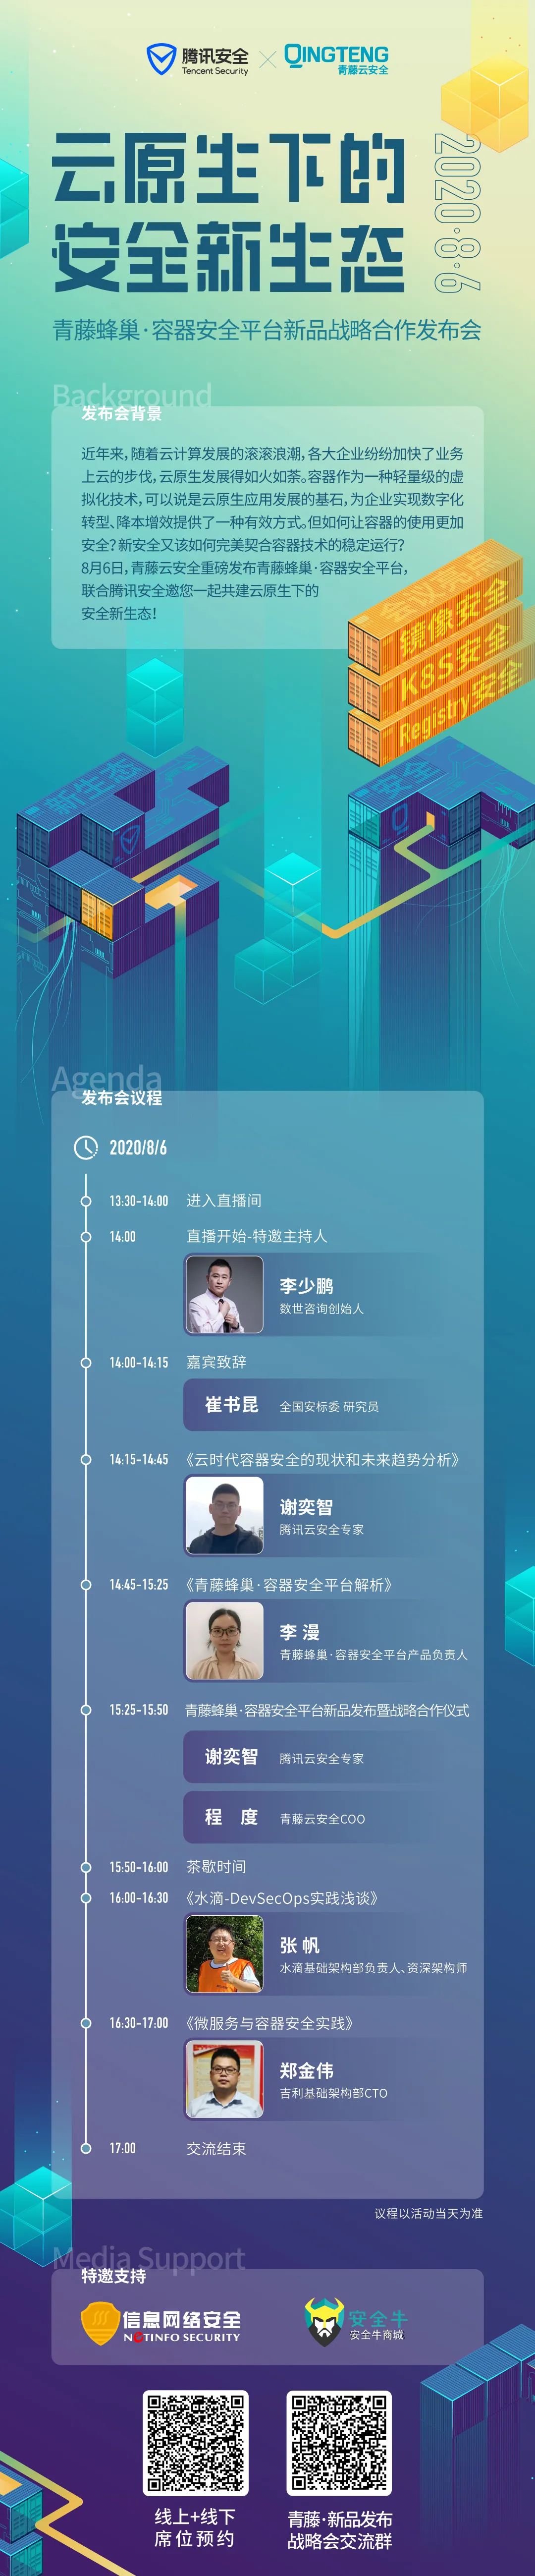 腾讯安全
Tencent Security
QINGTENG
青藤云安全
云原生下的
安全新生态
2020·8·6
青藤蜂巢·容器安全平台新品战略合作发布会
Background
发布会背景
近年来,随着云计算发展的滚滚浪潮,各大企业纷纷加快了业务
上云的步伐,云原生发展得如火如荼。容器作为一种轻量级的虚
拟化技术,可以说是云原生应用发展的基石,为企业实现数字化
转型、降本增效提供了一种有效方式。但如何让容器的使用更加
安全?新安全又该如何完美契合容器技术的稳定运行?
8月6日,青藤云安全重磅发布青藤蜂巢·容器安全平台,
联合腾讯安全邀您一起共建云原生下的
安全新生态!
会议亮点
镜像安全
K8S安全
Registry安全
新生态
安全
Agenda
发布会议程
2020/8/6
13:30-14:00 进入直播间
14:00 直播开始-特邀主持人
李少鹏
数世咨询创始人
14:00-14:15 嘉宾致辞
崔书昆 全国安标委 研究员
14:15-14:45 《云时代容器安全的现状和未来趋势分析》
谢奕智
腾讯云安全专家
14:45-15:25 《青藤蜂巢·容器安全平台解析》
李 漫
青藤蜂巢·容器安全平台产品负责人
15:25-15:50 青藤蜂巢·容器安全平台新品发布暨战略合作仪式
谢奕智 腾讯云安全专家
程 度 青藤云安全COO
15:50-16:00 茶歇时间
16:00-16:30 《水滴-DevSecOps实践浅谈》
张 帆
水滴基础架构部负责人、资深架构师
16:30-17:00 《微服务与容器安全实践》
郑金伟
吉利基础架构部CTO
17:00 交流结束
议程以活动当天为准
Media Support
特邀支持
信息网络安全
NOTINFO SECURITY
安全牛
安全牛商城
线上+线下
席位预约
青藤·新品发布
战略会交流群